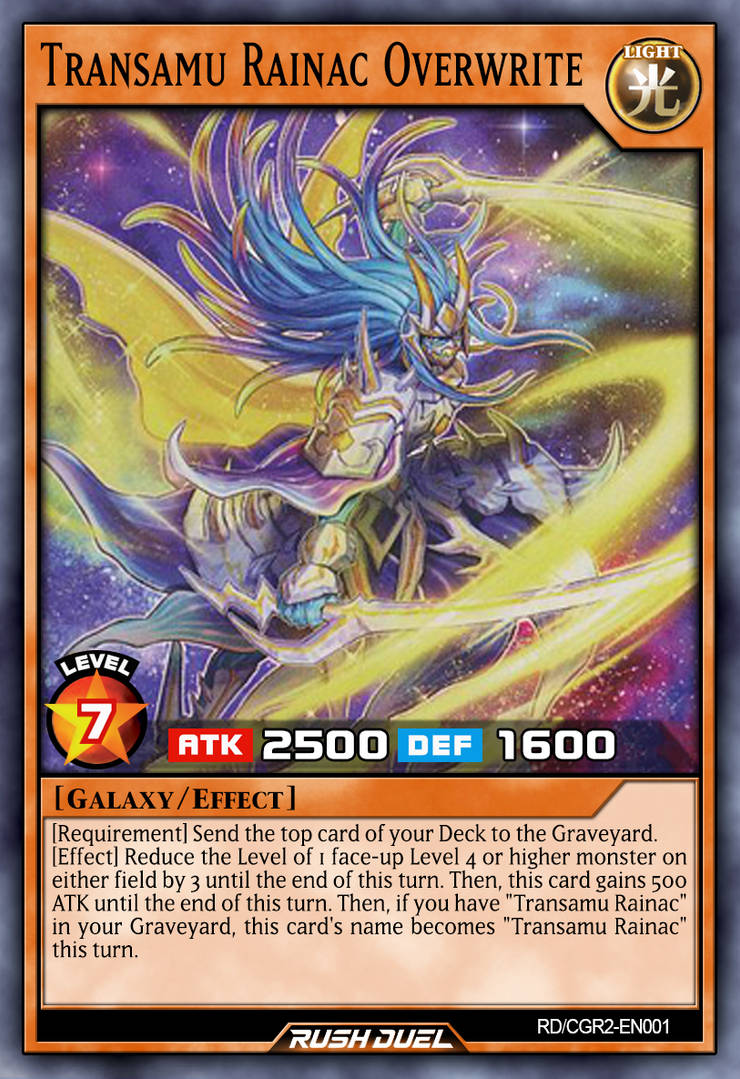 TRANSAMU RAINAC OVERWRITE
LIGHT
光
LEVEL
7
ATK 2500 DEF 1600
[GALAXY/EFFECT]
[Requirement] Send the top card of your Deck to the Graveyard.
[Effect] Reduce the Level of 1 face-up Level 4 or higher monster on
either field by 3 until the end of this turn. Then, this card gains 500
ATK until the end of this turn. Then, if you have "Transamu Rainac"
in your Graveyard, this card's name becomes "Transamu Rainac"
this turn.
RD/CGR2-EN001
RUSH DUEL